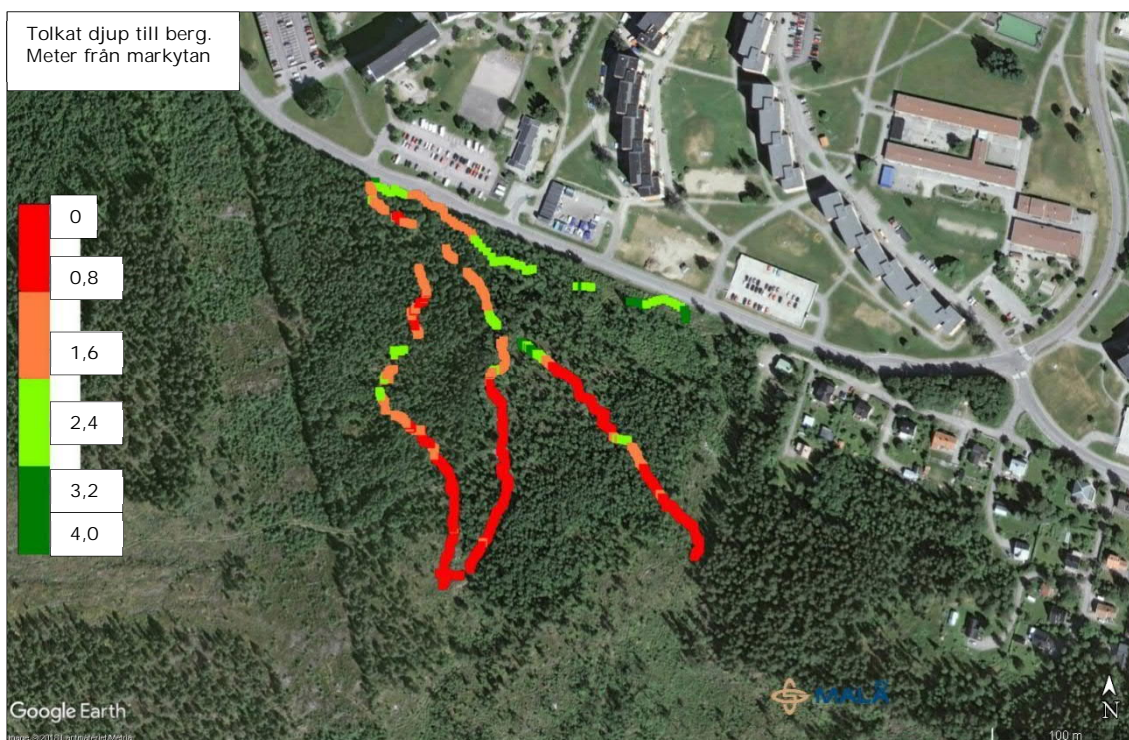 Tolkat djup till berg.
Meter från markytan
0
0,8
1,6
2,4
3,2
4,0
MALÅ
Google Earth
N
100 m